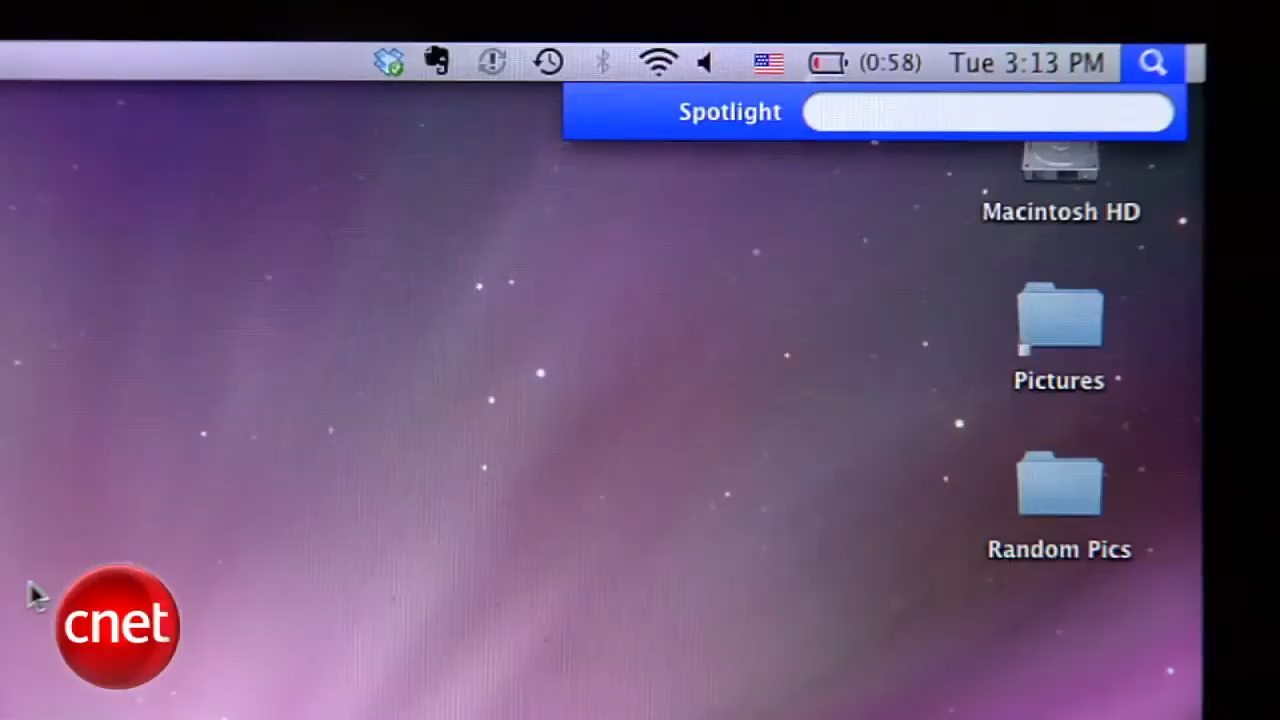 (0:58) Tue 3:13 PM
Spotlight
Macintosh HD
Pictures
Random Pics
cnet